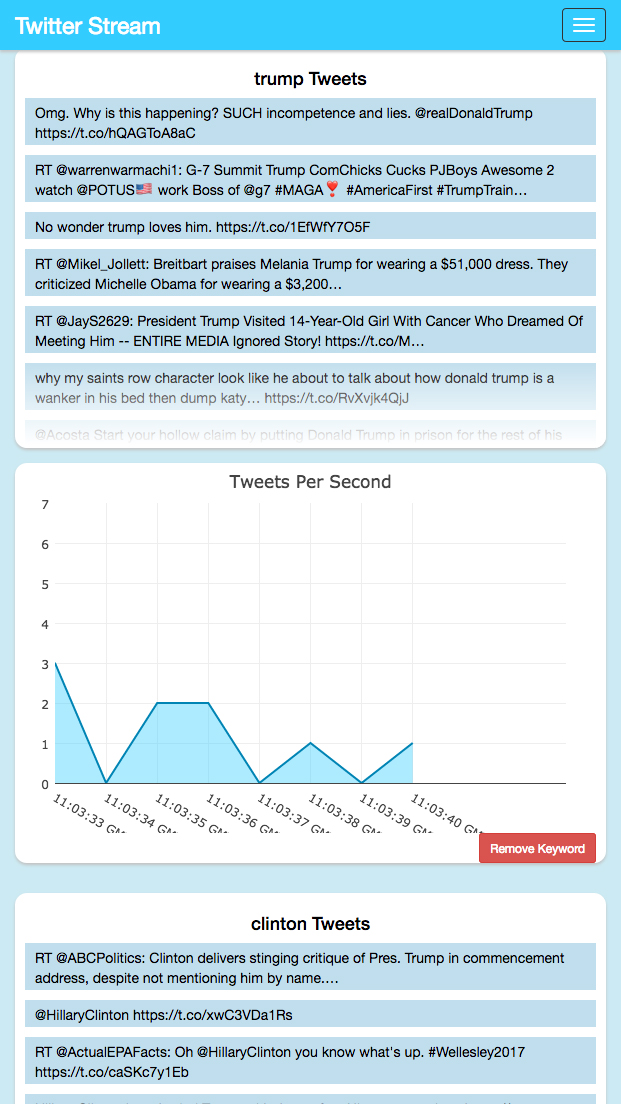 Twitter Stream
trump Tweets
Omg. Why is this happening? SUCH incompetence and lies. @realDonaldTrump
https://t.co/hQAGToA8aC
RT @warrenwarmachi1: G-7 Summit Trump ComChicks Cucks PJBoys Awesome 2
watch @POTUS🇺🇸 work Boss of @g7 #MAGA❣️ #AmericaFirst #TrumpTrain…
No wonder trump loves him. https://t.co/1EfWfY7O5F
RT @Mikel_Jollett: Breitbart praises Melania Trump for wearing a $51,000 dress. They
criticized Michelle Obama for wearing a $3,200…
RT @JayS2629: President Trump Visited 14-Year-Old Girl With Cancer Who Dreamed Of
Meeting Him -- ENTIRE MEDIA Ignored Story! https://t.co/M…
why my saints row character look like he about to talk about how donald trump is a
wanker in his bed then dump katy… https://t.co/RvXvjk4QjJ
@Acosta Start your hollow claim by putting Donald Trump in prison for the rest of his
Tweets Per Second
7
6
5
4
3
2
1
0
11:03:33 GM
11:03:34 GM
11:03:35 GM
11:03:36 GM
11:03:37 GM
11:03:38 GM
11:03:39 GM
11:03:40 GM
Remove Keyword
clinton Tweets
RT @ABCPolitics: Clinton delivers stinging critique of Pres. Trump in commencement
address, despite not mentioning him by name.…
@HillaryClinton https://t.co/xwC3VDa1Rs
RT @ActualEPAFacts: Oh @HillaryClinton you know what's up. #Wellesley2017
https://t.co/caSKc7y1Eb